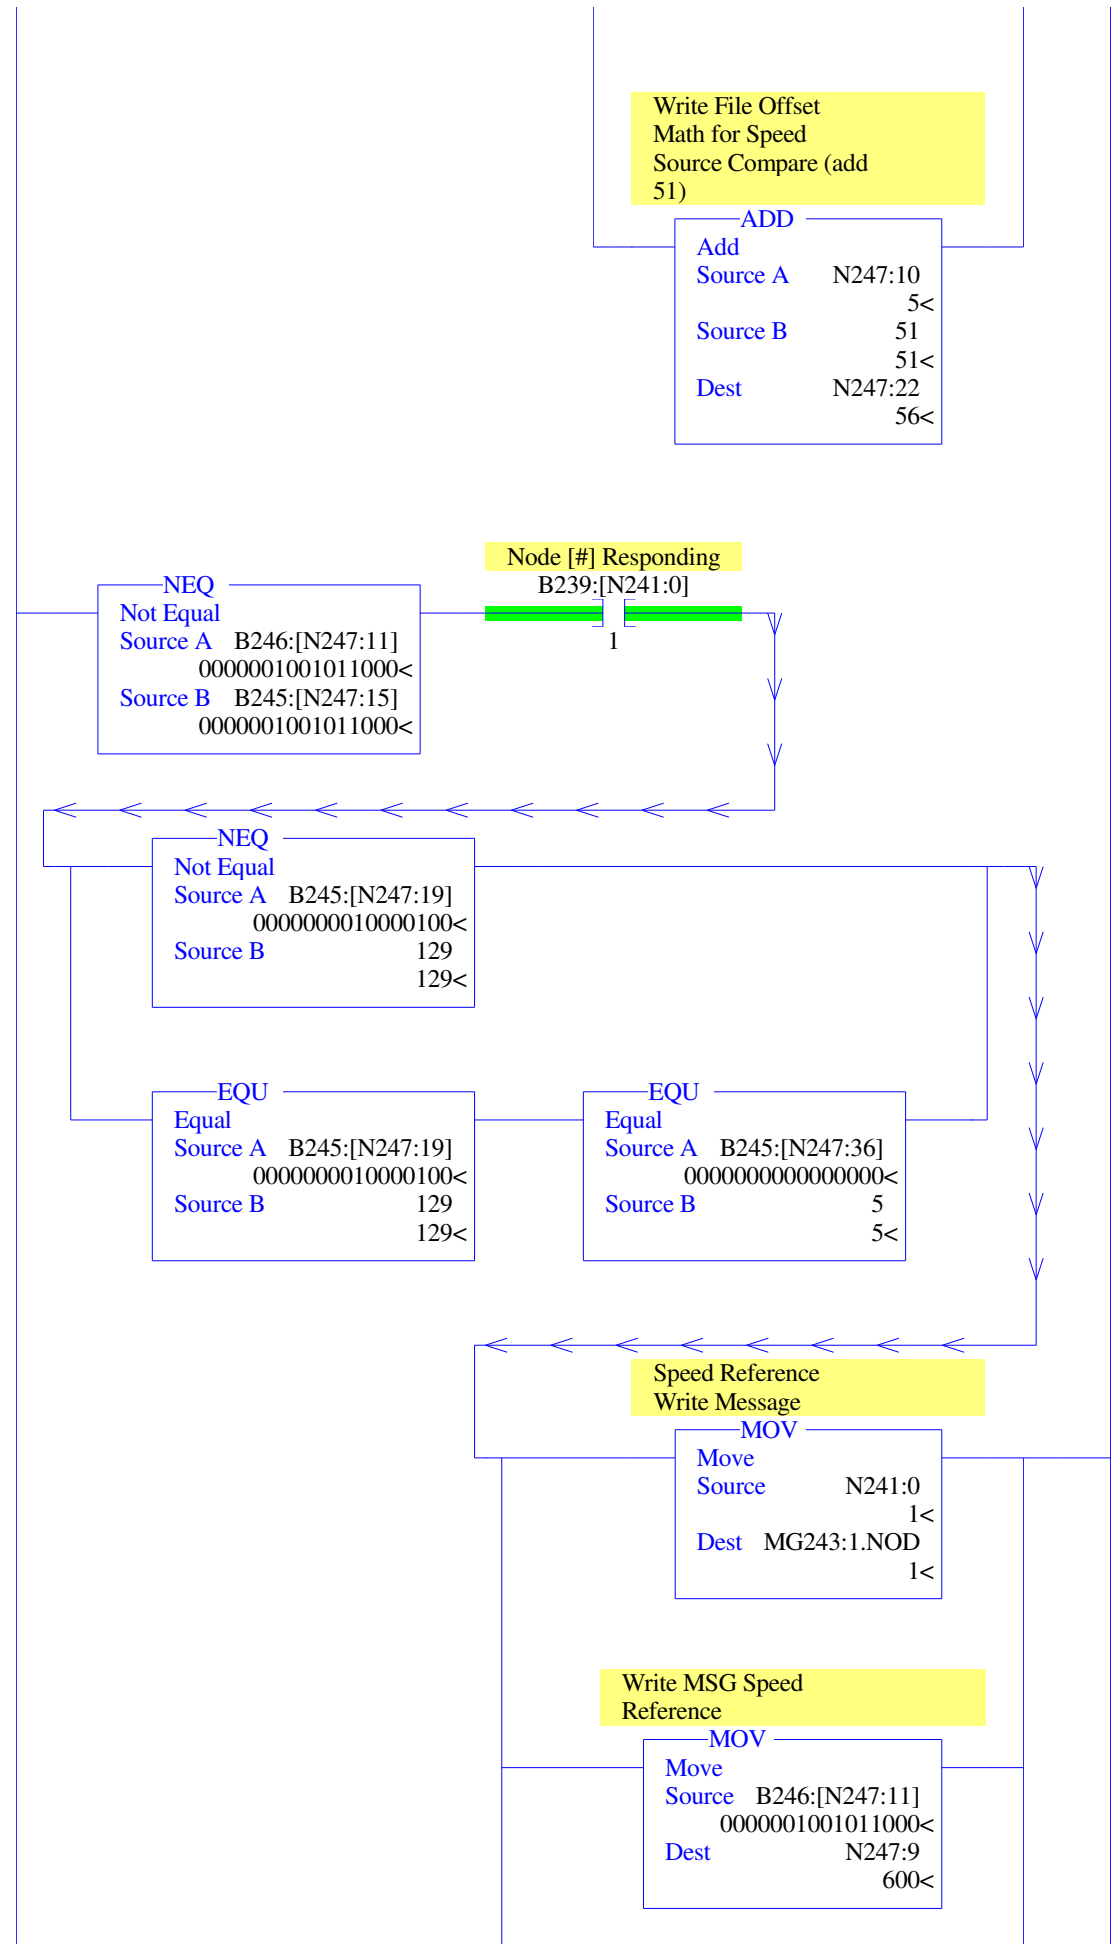 Write File Offset
Math for Speed
Source Compare (add
51)
ADD
Add
Source A N247:10
5<
Source B 51
51<
Dest N247:22
56<
Node [#] Responding
B239:[N241:0]
1
NEQ
Not Equal
Source A B246:[N247:11]
0000001001011000<
Source B B245:[N247:15]
0000001001011000<
NEQ
Not Equal
Source A B245:[N247:19]
0000000010000100<
Source B 129
129<
EQU
Equal
Source A B245:[N247:19]
0000000010000100<
Source B 129
129<
EQU
Equal
Source A B245:[N247:36]
0000000000000000<
Source B 5
5<
Speed Reference
Write Message
MOV
Move
Source N241:0
1<
Dest MG243:1.NOD
1<
Write MSG Speed
Reference
MOV
Move
Source B246:[N247:11]
0000001001011000<
Dest N247:9
600<